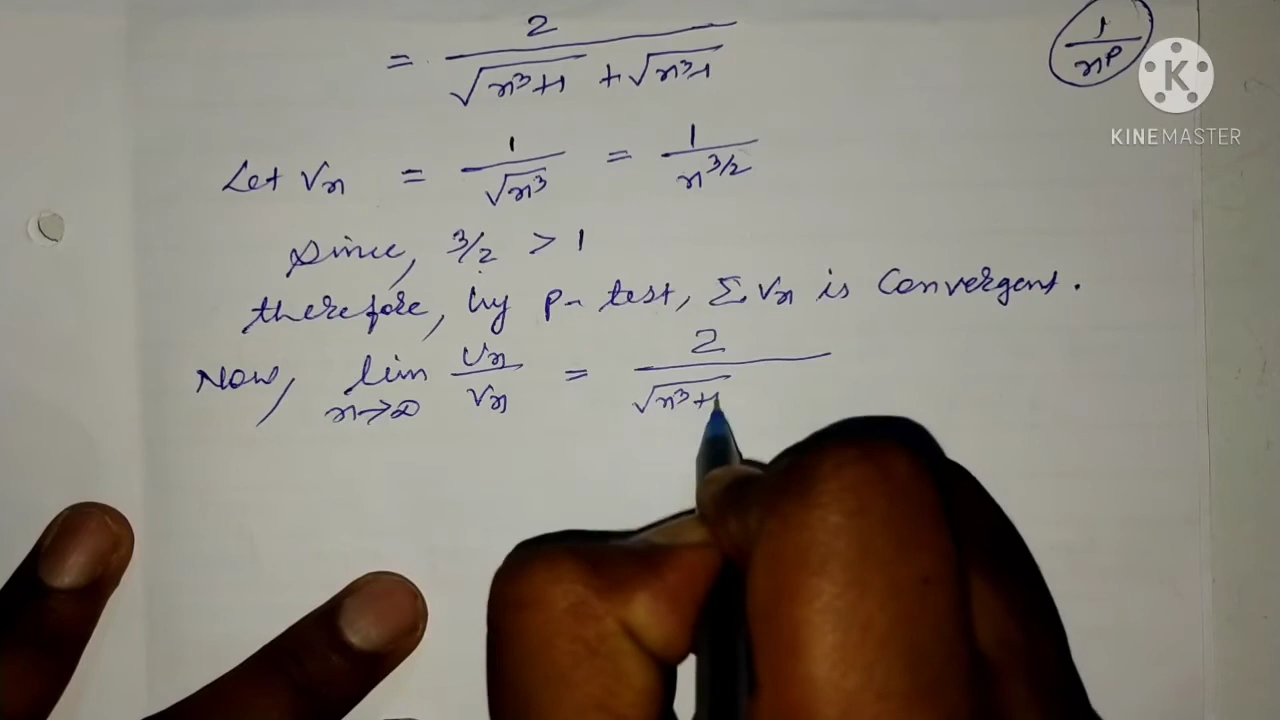 = 2 / (√(n³+1) + √(n³-1))
1/n^p
K
KINEMASTER
Let Vn = 1/√n³ = 1/n^3/2
Since, 3/2 > 1
therefore, by p-test, Σ Vn is Convergent.
Now, lim n→∞ Un/Vn = 2 / √(n³+1